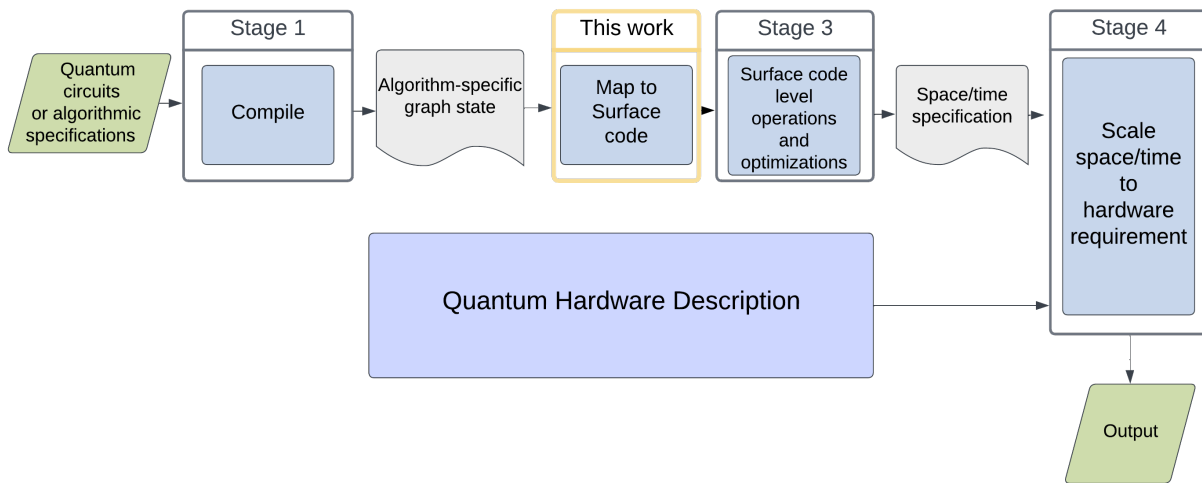 Stage 1
This work
Stage 3
Stage 4
Quantum
circuits
or algorithmic
specifications
Compile
Algorithm-specific
graph state
Map to
Surface
code
Surface code
level
operations
and
optimizations
Space/time
specification
Scale
space/time
to
hardware
requirement
Quantum Hardware Description
Output